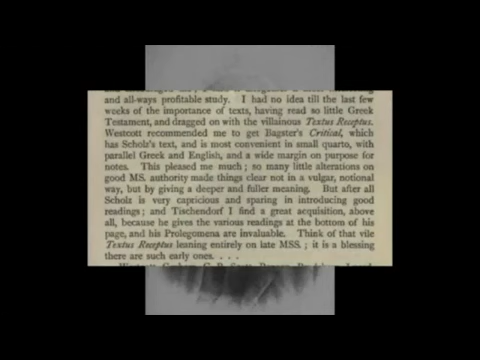 and all-ways profitable study. I had no idea till the last few
weeks of the importance of texts, having read so little Greek
Testament, and dragged on with the villainous Textus Receptus.
Westcott recommended me to get Bagster's Critical, which
has Scholz's text, and is most convenient in small quarto, with
parallel Greek and English, and a wide margin on purpose for
notes. This pleased me much; so many little alterations on
good MS. authority made things clear not in a vulgar, notional
way, but by giving a deeper and fuller meaning. But after all
Scholz is very capricious and sparing in introducing good
readings; and Tischendorf I find a great acquisition, above
all, because he gives the various readings at the bottom of his
page, and his Prolegomena are invaluable. Think of that vile
Textus Receptus leaning entirely on late MSS.; it is a blessing
there are such early ones. . . .